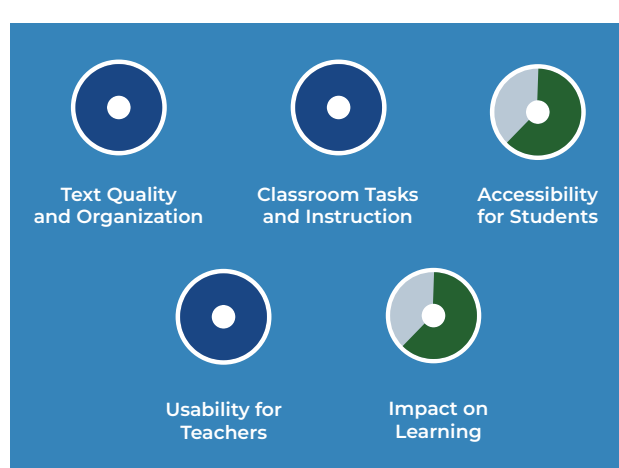 Text Quality
and Organization
Classroom Tasks
and Instruction
Accessibility
for Students
Usability for
Teachers
Impact on
Learning